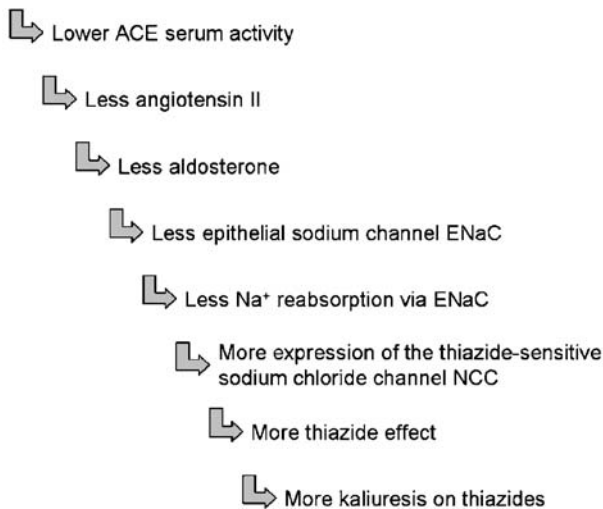 Lower ACE serum activity
Less angiotensin II
Less aldosterone
Less epithelial sodium channel ENaC
Less Na⁺ reabsorption via ENaC
More expression of the thiazide-sensitive
sodium chloride channel NCC
More thiazide effect
More kaliuresis on thiazides